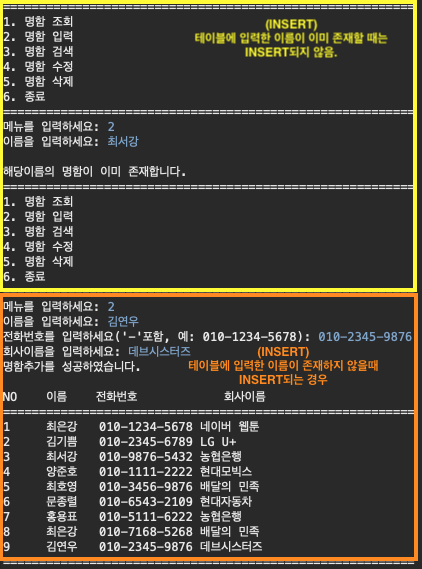 ==================================================
1. 명함 조회
2. 명함 입력
3. 명함 검색
4. 명함 수정
5. 명함 삭제
6. 종료
(INSERT)
테이블에 입력한 이름이 이미 존재할 때는
INSERT되지 않음.
==================================================
메뉴를 입력하세요: 2
이름을 입력하세요: 최서강
해당이름의 명함이 이미 존재합니다.
==================================================
1. 명함 조회
2. 명함 입력
3. 명함 검색
4. 명함 수정
5. 명함 삭제
6. 종료
==================================================
메뉴를 입력하세요: 2
이름을 입력하세요: 김연우
전화번호를 입력하세요('-'포함, 예: 010-1234-5678): 010-2345-9876
회사이름을 입력하세요: 데브시스터즈
명함추가를 성공하였습니다.
(INSERT)
테이블에 입력한 이름이 존재하지 않을때
INSERT되는 경우
NO 이름 전화번호 회사이름
==================================================
1 최은강 010-1234-5678 네이버 웹툰
2 김기쁨 010-2345-6789 LG U+
3 최서강 010-9876-5432 농협은행
4 양준호 010-1111-2222 현대모빅스
5 최호영 010-3456-9876 배달의 민족
6 문종렬 010-6543-2109 현대자동차
7 홍용표 010-5111-6222 농협은행
8 최은강 010-7168-5268 배달의 민족
9 김연우 010-2345-9876 데브시스터즈
==================================================